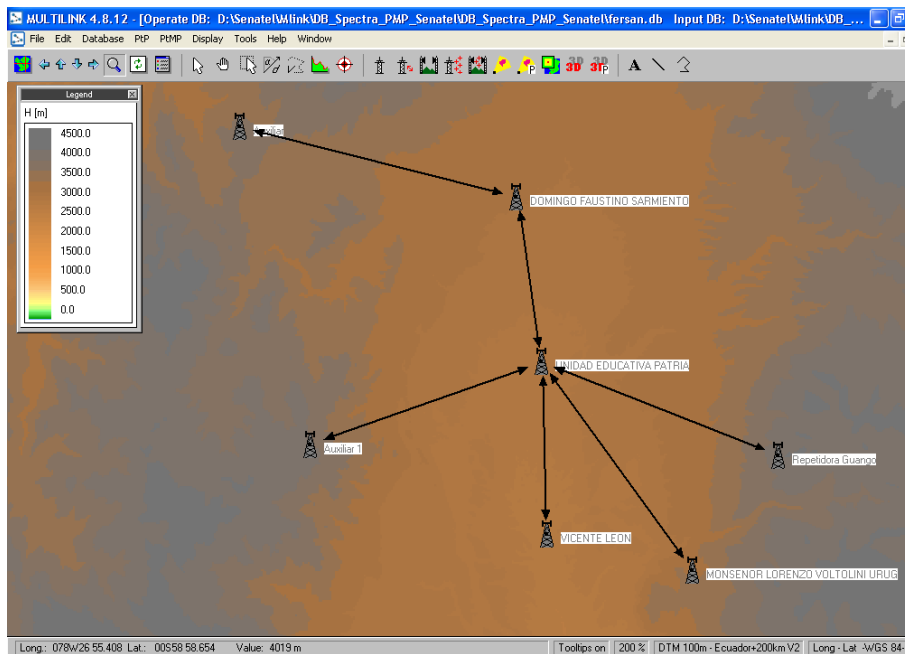 MULTILINK 4.8.12 - [Operate DB: D:\Senatel\Mlink\DB_Spectra_PMP_Senatel\DB_Spectra_PMP_Senatel\fersan.db Input DB: D:\Senatel\Mlink\DB_...
File Edit Database PtP PtMP Display Tools Help Window
Legend
H [m]
4500.0
4000.0
3500.0
3000.0
2500.0
2000.0
1500.0
1000.0
500.0
0.0
Auxiliar
DOMINGO FAUSTINO SARMIENTO
UNIDAD EDUCATIVA PATRIA
Auxiliar 1
Repetidora Guango
VICENTE LEON
MONSENOR LORENZO VOLTOLINI URUG
Long.: 078W26 55.408 Lat.: 00S58 58.654 Value: 4019 m Tooltips on 200 % DTM 100m - Ecuador+200km V2 Long - Lat -WGS 84-